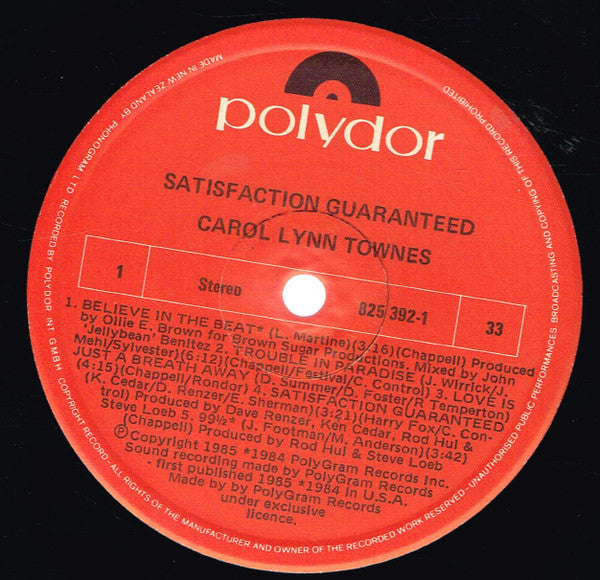 polydor
SATISFACTION GUARANTEED
CAROL LYNN TOWNES
1 Stereo 825 392-1 33
1. BELIEVE IN THE BEAT* (L. Martine)(3:16)(Chappell) Produced
by Ollie E. Brown for Brown Sugar Productions. Mixed by John
'Jellybean' Benitez 2. TROUBLE IN PARADISE (J. Wirrick/J.
Mehl/Sylvester)(6:12)(Chappell/Festival/C. Control) 3. LOVE IS
JUST A BREATH AWAY (D. Summer/D. Foster/R Temperton)
(4:15)(Chappell/Rondor) 4. SATISFACTION GUARANTEED
(K. Cedar/D. Renzer/E. Sherman)(3:21)(Harry Fox/C. Con-
trol) Produced by Dave Renzer, Ken Cedar, Rod Hui &
Steve Loeb 5. 99½* (J. Footman/M. Anderson)(3:42)
(Chappell) Produced by Rod Hui & Steve Loeb
℗Copyright 1985 *1984 PolyGram Records Inc.
Sound recording made by PolyGram Records
- first published 1985 *1984 in U.S.A.
Made by by PolyGram Records
under exclusive
licence.
MADE IN NEW ZEALAND BY PHONOGRAM LTD RECORDED BY POLYDOR INT. GMBH COPYRIGHT RECORD · ALL RIGHTS OF THE MANUFACTURER AND OWNER OF THE RECORDED WORK RESERVED · UNAUTHORISED PUBLIC PERFORMANCES, BROADCASTING AND COPYING OF THIS RECORD PROHIBITED